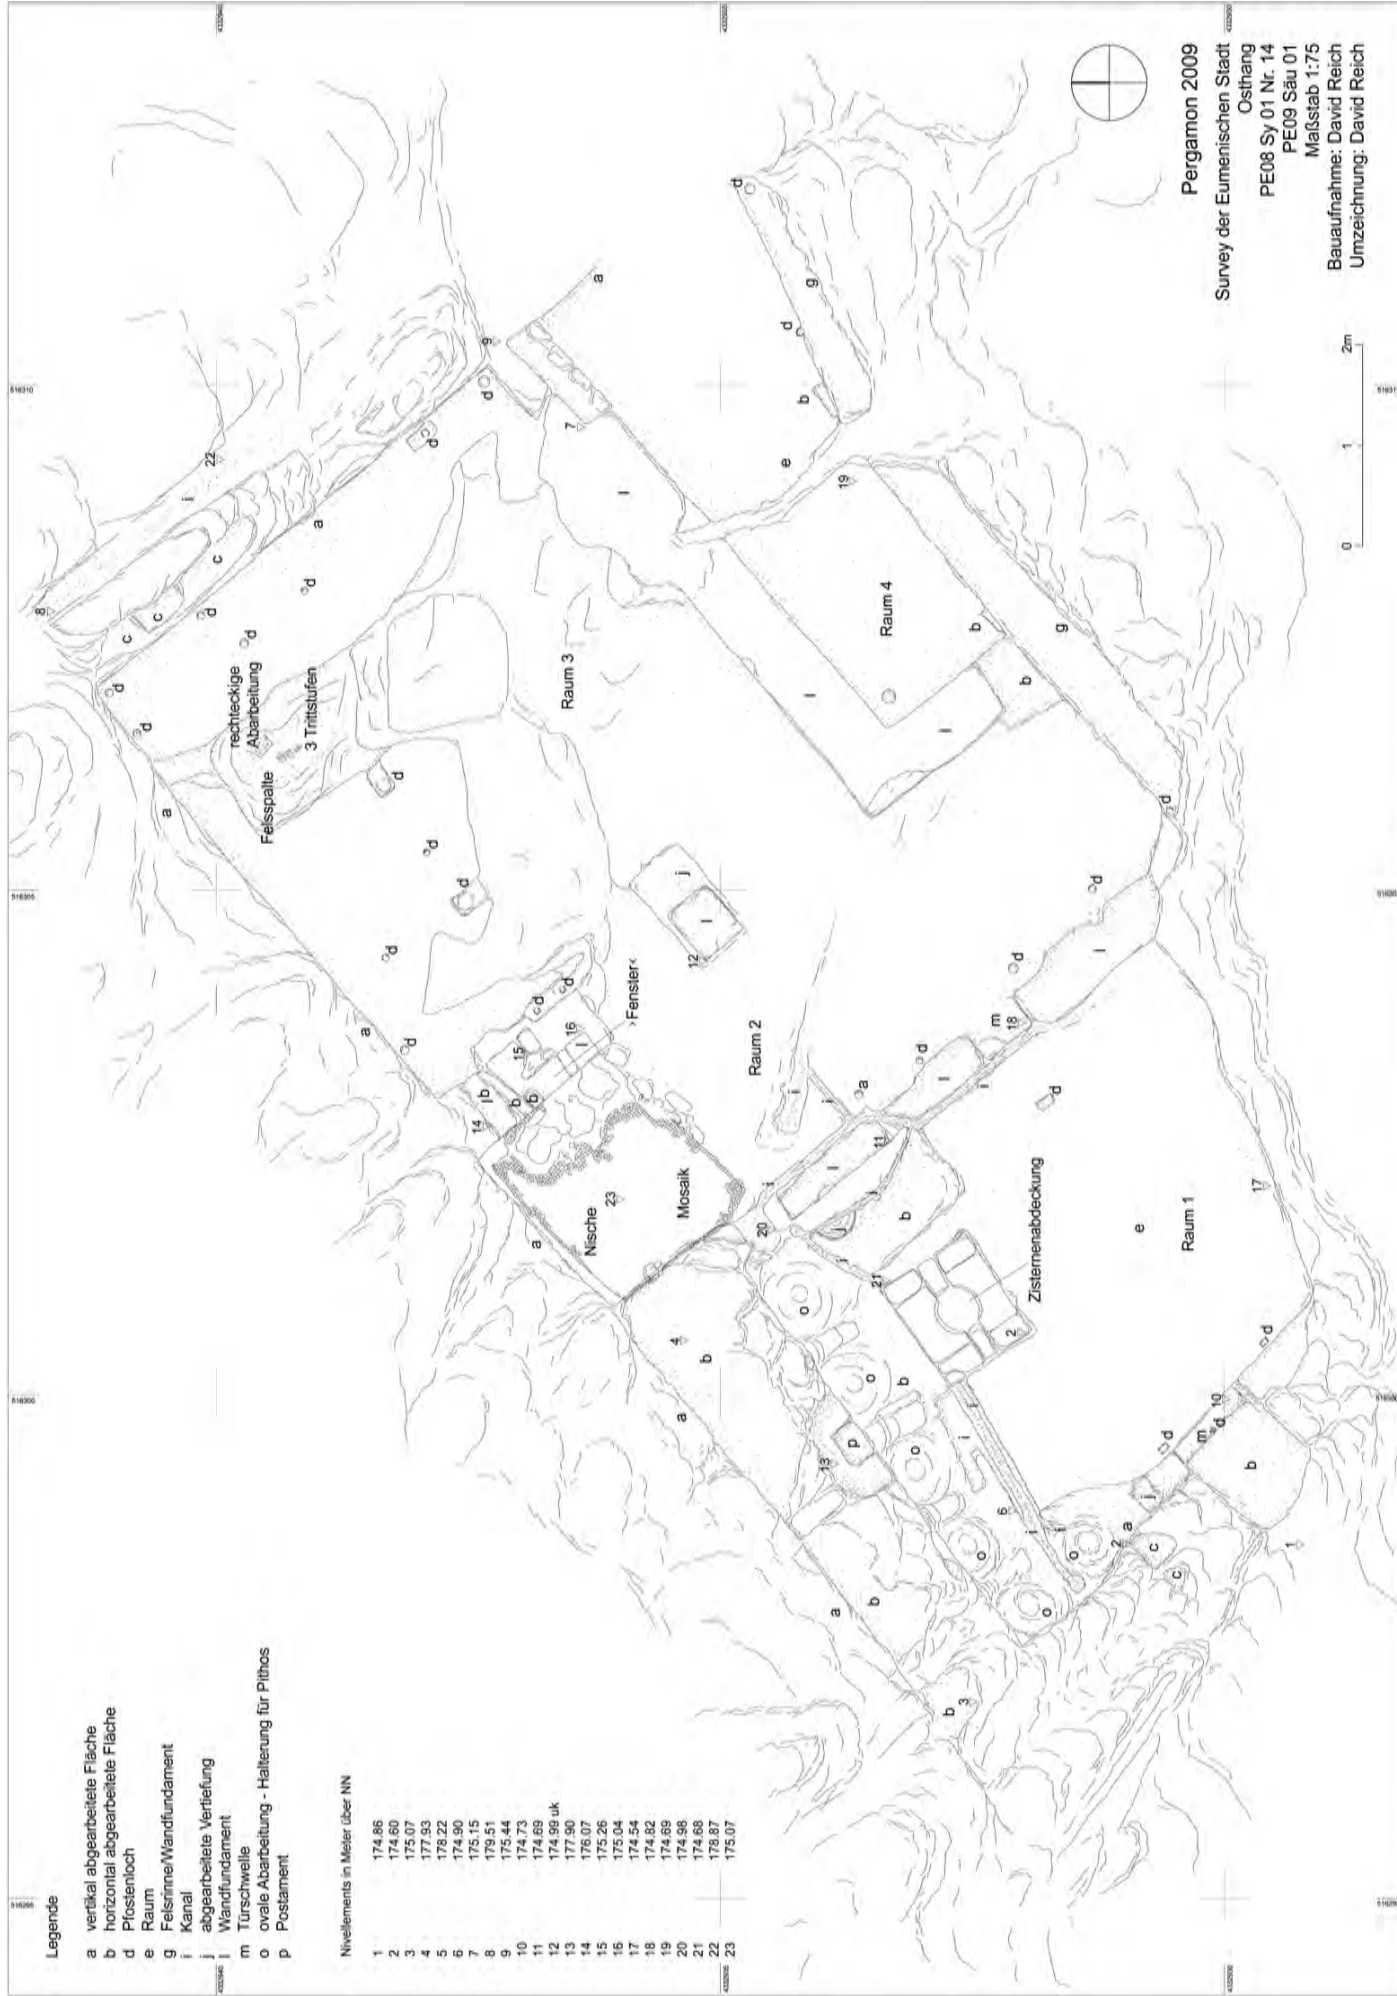 Legende
a vertikal abgearbeitete Fläche
b horizontal abgearbeitete Fläche
d Pfostenloch
e Raum
g Felsrinne/Wandfundament
i Kanal
j abgearbeitete Vertiefung
l Wandfundament
m Türschwelle
o ovale Abarbeitung - Halterung für Pithos
p Postament
Nivellements in Meter über NN
1 174.86
2 174.60
3 175.07
4 177.93
5 178.22
6 174.90
7 175.15
8 179.51
9 175.44
10 174.73
11 174.69
12 174.99 uk
13 177.90
14 176.07
15 175.26
16 175.04
17 174.54
18 174.82
19 174.69
20 174.98
21 174.68
22 178.87
23 175.07
516295
516300
516305
516310
Felsspalte
rechteckige
Abarbeitung
3 Trittstufen
Raum 3
›Fenster‹
Nische
Mosaik
Raum 2
Raum 4
Zisternenabdeckung
Raum 1
0 1 2m
Pergamon 2009
Survey der Eumenischen Stadt
Osthang
PE08 Sy 01 Nr. 14
PE09 Säu 01
Maßstab 1:75
Bauaufnahme: David Reich
Umzeichnung: David Reich